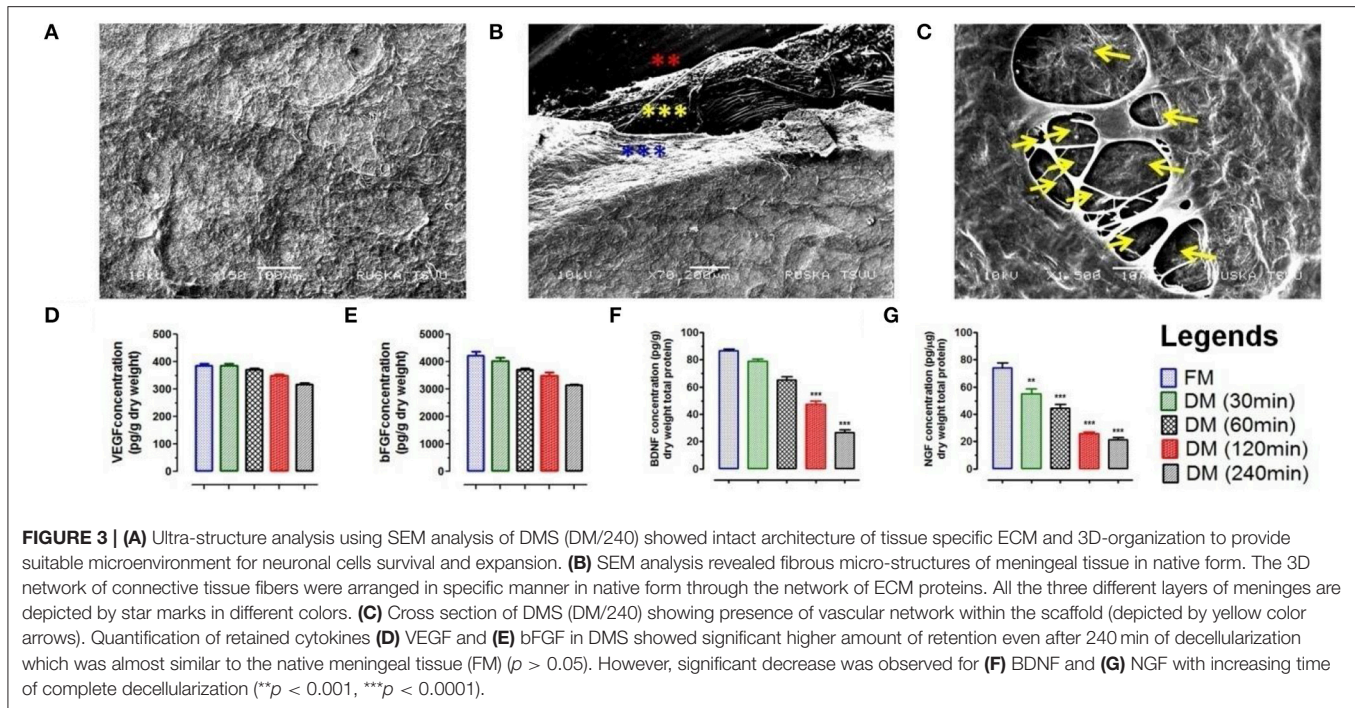 A
B
C
**
***
***
10kV X150 100µm RUSKA TSUU
10kV X70 200µm RUSKA TSUU
10kV X1,500 10µm RUSKA TSUU
D
E
F
G
VEGF concentration
(pg/g dry weight)
500
400
300
200
100
0
bFGF concentration
(pg/g dry weight)
5000
4000
3000
2000
1000
0
BDNF concentration (pg/g)
dry weight total protein)
100
80
60
40
20
0
***
***
NGF concentration (pg/µg)
dry weight total protein)
100
80
60
40
20
0
**
***
***
***
Legends
FM
DM (30min)
DM (60min)
DM (120min)
DM (240min)
FIGURE 3 | (A) Ultra-structure analysis using SEM analysis of DMS (DM/240) showed intact architecture of tissue specific ECM and 3D-organization to provide
suitable microenvironment for neuronal cells survival and expansion. (B) SEM analysis revealed fibrous micro-structures of meningeal tissue in native form. The 3D
network of connective tissue fibers were arranged in specific manner in native form through the network of ECM proteins. All the three different layers of meninges are
depicted by star marks in different colors. (C) Cross section of DMS (DM/240) showing presence of vascular network within the scaffold (depicted by yellow color
arrows). Quantification of retained cytokines (D) VEGF and (E) bFGF in DMS showed significant higher amount of retention even after 240 min of decellularization
which was almost similar to the native meningeal tissue (FM) (p > 0.05). However, significant decrease was observed for (F) BDNF and (G) NGF with increasing time
of complete decellularization (**p < 0.001, ***p < 0.0001).